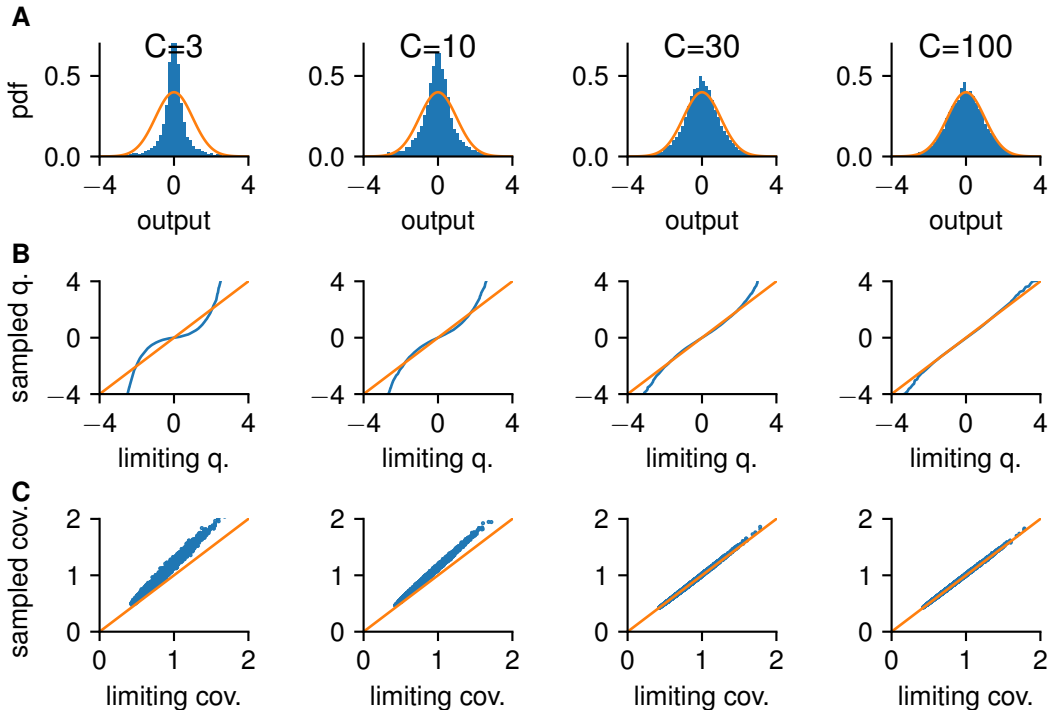 A
C=3 C=10 C=30 C=100
pdf
0.5 0.5 0.5 0.5
0.0 0.0 0.0 0.0
−4 0 4 −4 0 4 −4 0 4 −4 0 4
output output output output
B
sampled q.
4 4 4 4
0 0 0 0
−4 −4 −4 −4
−4 0 4 −4 0 4 −4 0 4 −4 0 4
limiting q. limiting q. limiting q. limiting q.
C
sampled cov.
2 2 2 2
1 1 1 1
0 0 0 0
0 1 2 0 1 2 0 1 2 0 1 2
limiting cov. limiting cov. limiting cov. limiting cov.